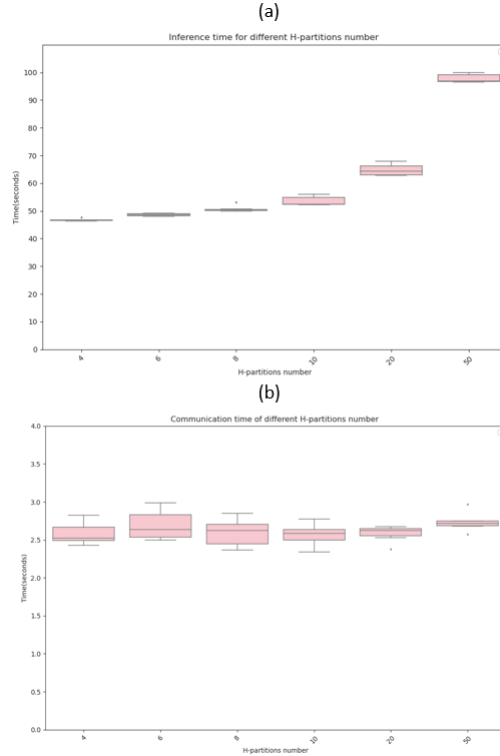 (a)
Inference time for different H-partitions number
100
90
80
70
60
50
40
30
20
10
0
Time(seconds)
4 6 8 10 20 50
H-partitions number
(b)
Communication time of different H-partitions number
4.0
3.5
3.0
2.5
2.0
1.5
1.0
0.5
0.0
Time(seconds)
4 6 8 10 20 50
H-partitions number